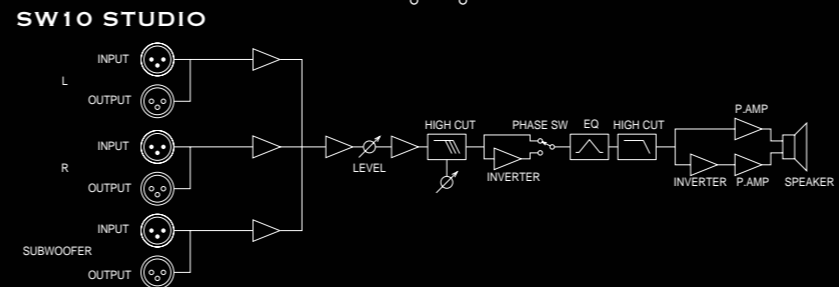 SW10 STUDIO
INPUT
L
OUTPUT
INPUT
R
OUTPUT
INPUT
SUBWOOFER
OUTPUT
LEVEL
HIGH CUT
PHASE SW
INVERTER
EQ
HIGH CUT
P.AMP
INVERTER
P.AMP
SPEAKER